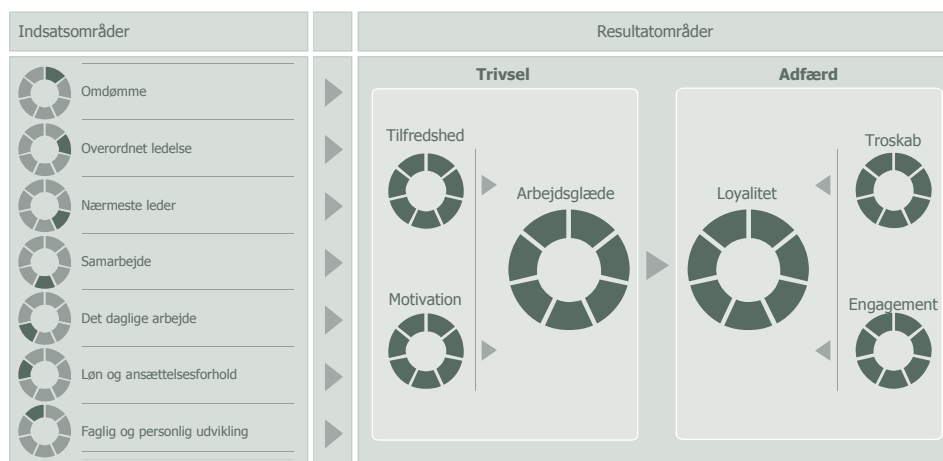 Indsatsområder
Resultatområder
Omdømme
Overordnet ledelse
Nærmeste leder
Samarbejde
Det daglige arbejde
Løn og ansættelsesforhold
Faglig og personlig udvikling
Trivsel
Tilfredshed
Arbejdsglæde
Motivation
Adfærd
Troskab
Loyalitet
Engagement